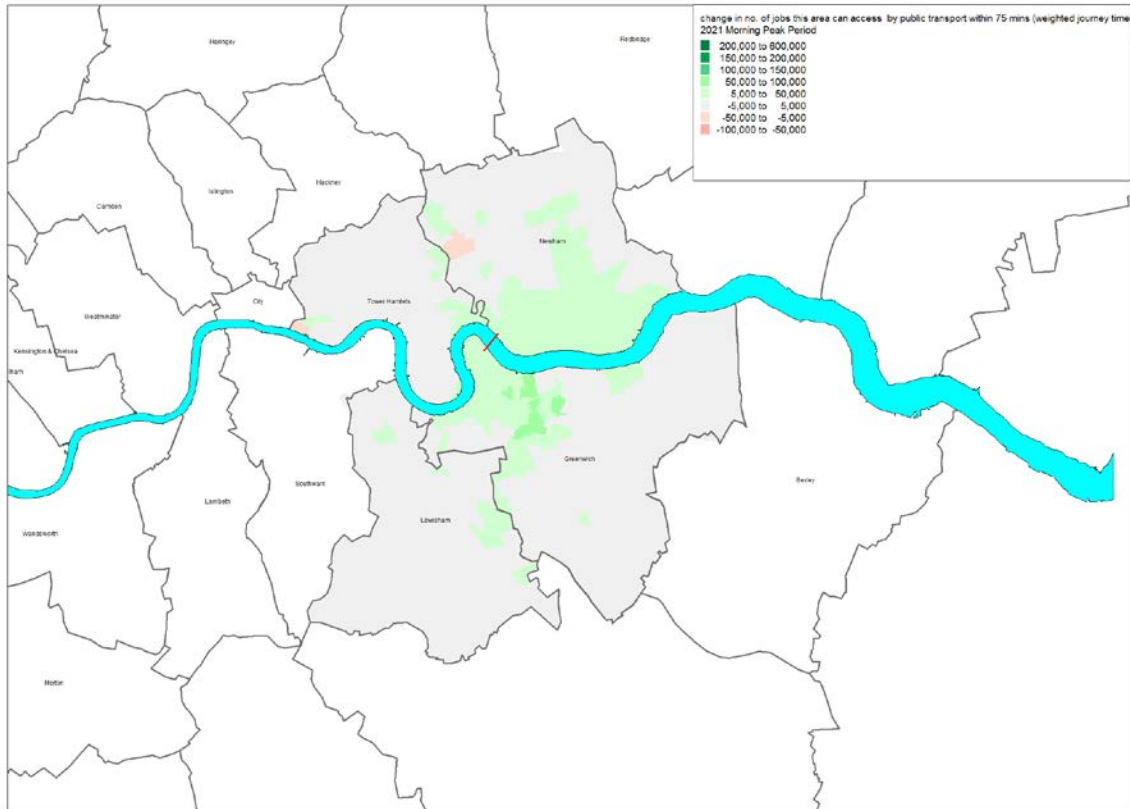 change in no. of jobs this area can access by public transport within 75 mins (weighted journey time
2021 Morning Peak Period
200,000 to 600,000
150,000 to 200,000
100,000 to 150,000
50,000 to 100,000
5,000 to 50,000
-5,000 to 5,000
-50,000 to -5,000
-100,000 to -50,000
Haringey
Redbridge
Hackney
Islington
Camden
Newham
City
Tower Hamlets
Westminster
Kensington & Chelsea
ham
Greenwich
Bexley
Southwark
Lambeth
Lewisham
Wandsworth
Merton